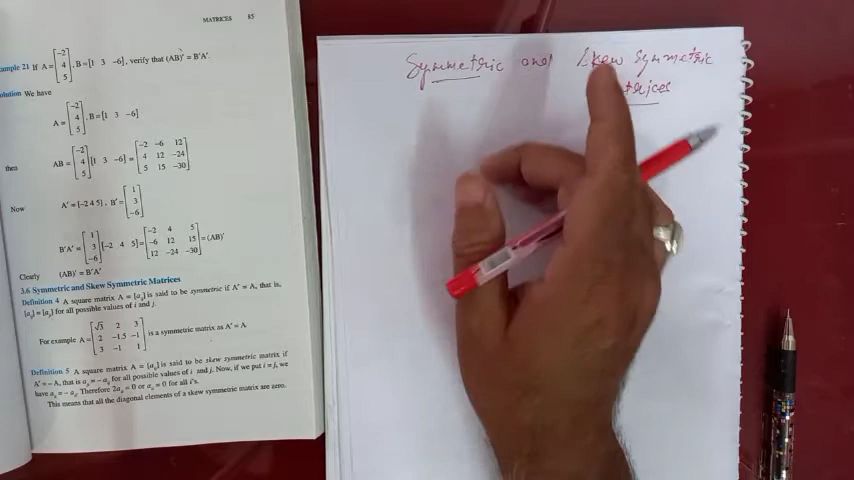 MATRICES 85
ample 21 If A = [−2 4 5], B = [1 3 −6], verify that (AB)′ = B′A′.
olution We have
A = [−2 4 5], B = [1 3 −6]
then
AB = [−2 4 5] [1 3 −6] = [−2 −6 12 4 12 −24 5 15 −30]
Now
A′ = [−2 4 5], B′ = [1 3 −6]
B′A′ = [1 3 −6] [−2 4 5] = [−2 4 5 −6 12 15 12 −24 −30] = (AB)′
Clearly (AB)′ = B′A′
3.6 Symmetric and Skew Symmetric Matrices
Definition 4 A square matrix A = [aij] is said to be symmetric if A′ = A, that is,
[aij] = [aji] for all possible values of i and j.
For example A = [√3 2 3 2 −1.5 −1 3 −1 1] is a symmetric matrix as A′ = A
Definition 5 A square matrix A = [aij] is said to be skew symmetric matrix if
A′ = − A, that is aji = − aij for all possible values of i and j. Now, if we put i = j, we
have aii = − aii. Therefore 2aii = 0 or aii = 0 for all i's.
This means that all the diagonal elements of a skew symmetric matrix are zero.
Symmetric and Skew Symmetric
trices